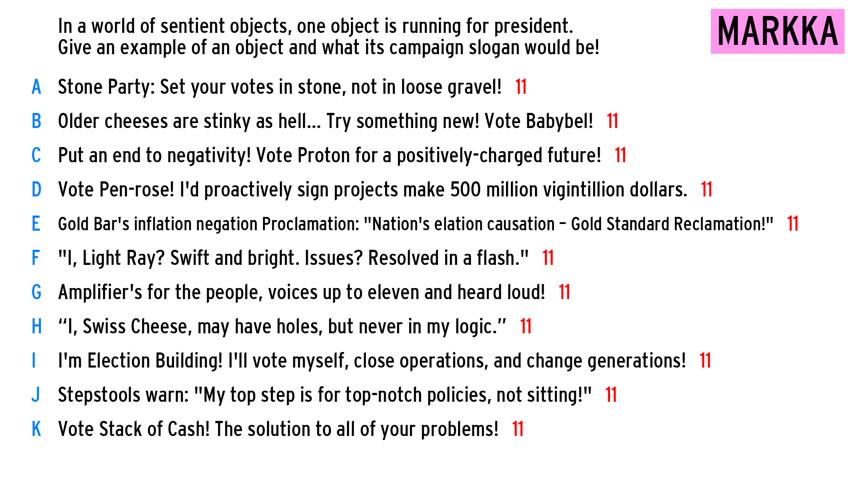 In a world of sentient objects, one object is running for president.
Give an example of an object and what its campaign slogan would be!
MARKKA
A Stone Party: Set your votes in stone, not in loose gravel! 11
B Older cheeses are stinky as hell... Try something new! Vote Babybel! 11
C Put an end to negativity! Vote Proton for a positively-charged future! 11
D Vote Pen-rose! I'd proactively sign projects make 500 million vigintillion dollars. 11
E Gold Bar's inflation negation Proclamation: "Nation's elation causation – Gold Standard Reclamation!" 11
F "I, Light Ray? Swift and bright. Issues? Resolved in a flash." 11
G Amplifier's for the people, voices up to eleven and heard loud! 11
H “I, Swiss Cheese, may have holes, but never in my logic.” 11
I I'm Election Building! I'll vote myself, close operations, and change generations! 11
J Stepstools warn: "My top step is for top-notch policies, not sitting!" 11
K Vote Stack of Cash! The solution to all of your problems! 11